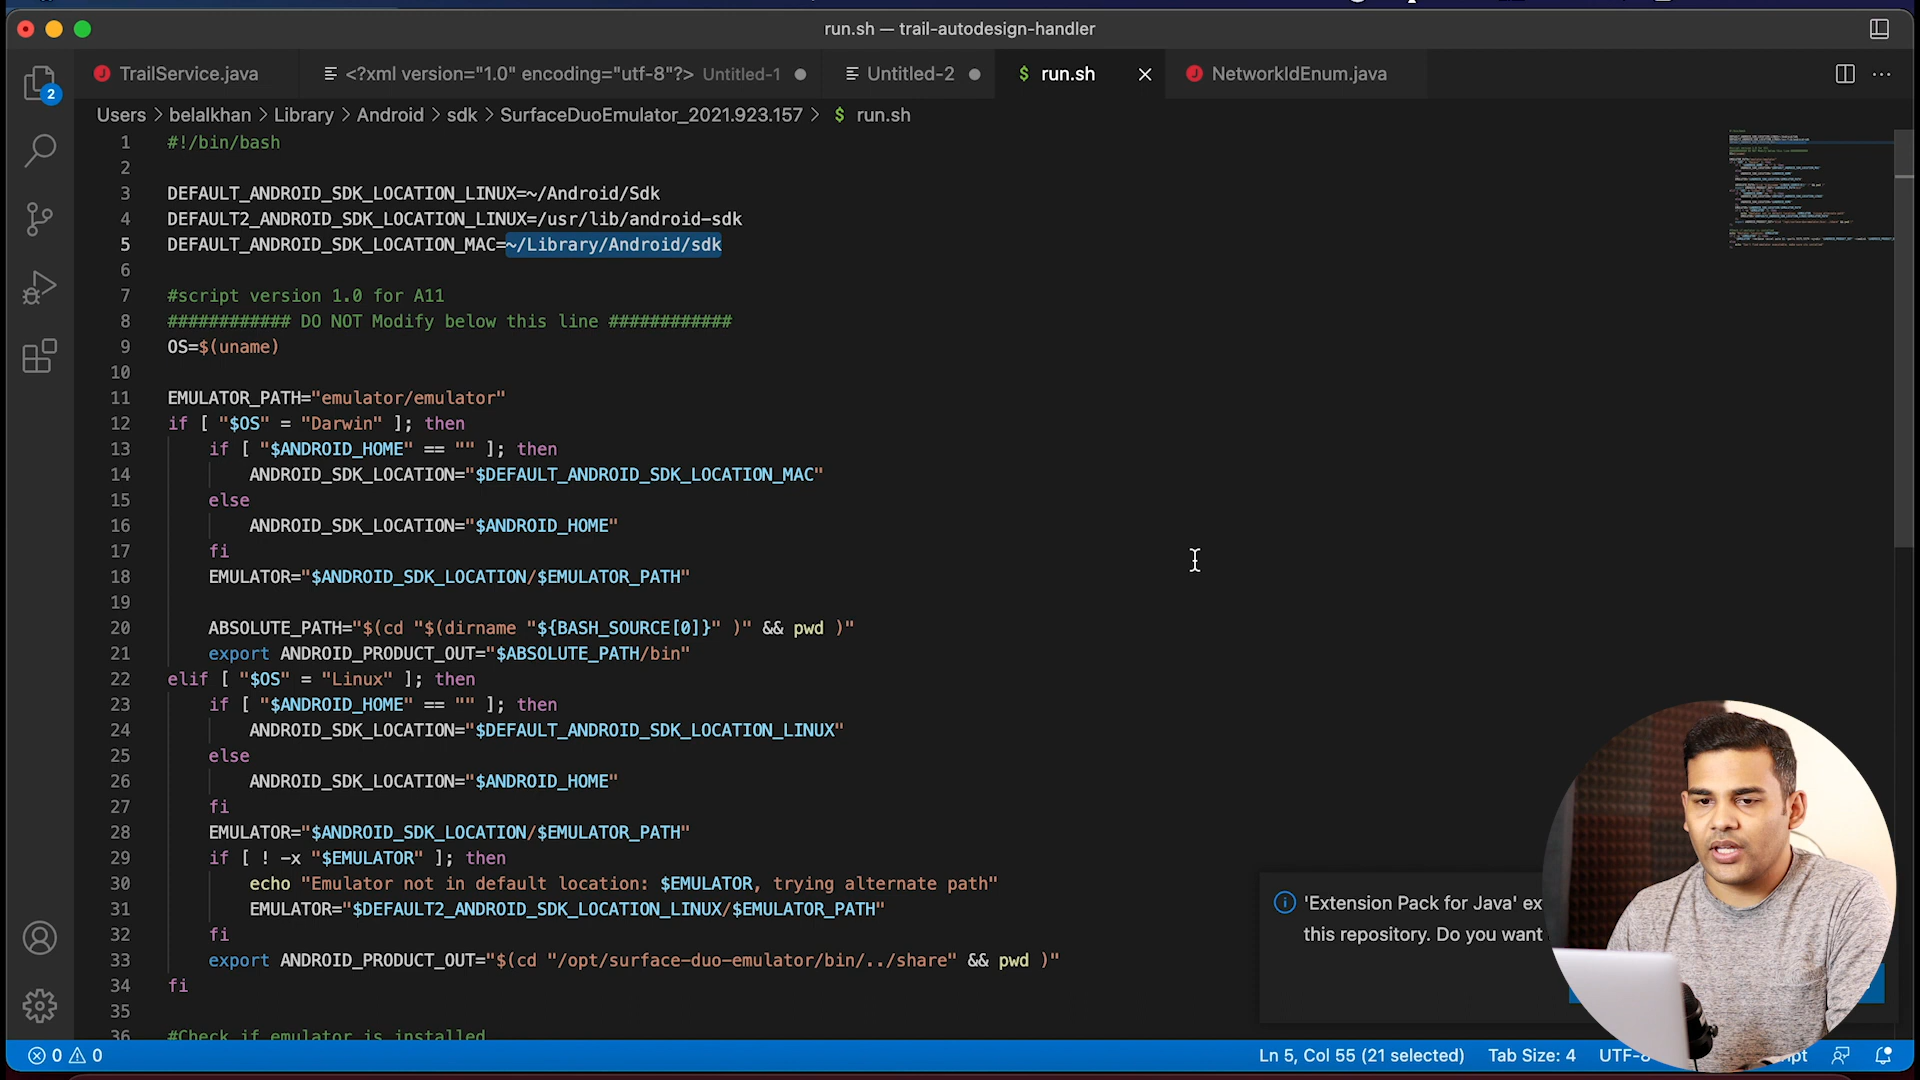 run.sh — trail-autodesign-handler
TrailService.java
<?xml version="1.0" encoding="utf-8"?> Untitled-1
Untitled-2
$ run.sh
NetworkIdEnum.java
2
Users > belalkhan > Library > Android > sdk > SurfaceDuoEmulator_2021.923.157 > $ run.sh
1 #!/bin/bash
2
3 DEFAULT_ANDROID_SDK_LOCATION_LINUX=~/Android/Sdk
4 DEFAULT2_ANDROID_SDK_LOCATION_LINUX=/usr/lib/android-sdk
5 DEFAULT_ANDROID_SDK_LOCATION_MAC=~/Library/Android/sdk
6
7 #script version 1.0 for A11
8 ############ DO NOT Modify below this line ############
9 OS=$(uname)
10
11 EMULATOR_PATH="emulator/emulator"
12 if [ "$OS" = "Darwin" ]; then
13 if [ "$ANDROID_HOME" == "" ]; then
14 ANDROID_SDK_LOCATION="$DEFAULT_ANDROID_SDK_LOCATION_MAC"
15 else
16 ANDROID_SDK_LOCATION="$ANDROID_HOME"
17 fi
18 EMULATOR="$ANDROID_SDK_LOCATION/$EMULATOR_PATH"
19
20 ABSOLUTE_PATH="$(cd "$(dirname "${BASH_SOURCE[0]}" )" && pwd )"
21 export ANDROID_PRODUCT_OUT="$ABSOLUTE_PATH/bin"
22 elif [ "$OS" = "Linux" ]; then
23 if [ "$ANDROID_HOME" == "" ]; then
24 ANDROID_SDK_LOCATION="$DEFAULT_ANDROID_SDK_LOCATION_LINUX"
25 else
26 ANDROID_SDK_LOCATION="$ANDROID_HOME"
27 fi
28 EMULATOR="$ANDROID_SDK_LOCATION/$EMULATOR_PATH"
29 if [ ! -x "$EMULATOR" ]; then
30 echo "Emulator not in default location: $EMULATOR, trying alternate path"
31 EMULATOR="$DEFAULT2_ANDROID_SDK_LOCATION_LINUX/$EMULATOR_PATH"
32 fi
33 export ANDROID_PRODUCT_OUT="$(cd "/opt/surface-duo-emulator/bin/../share" && pwd )"
34 fi
35
36 #Check if emulator is installed
'Extension Pack for Java' ex
this repository. Do you want
0 0
Ln 5, Col 55 (21 selected) Tab Size: 4 UTF-8 ipt